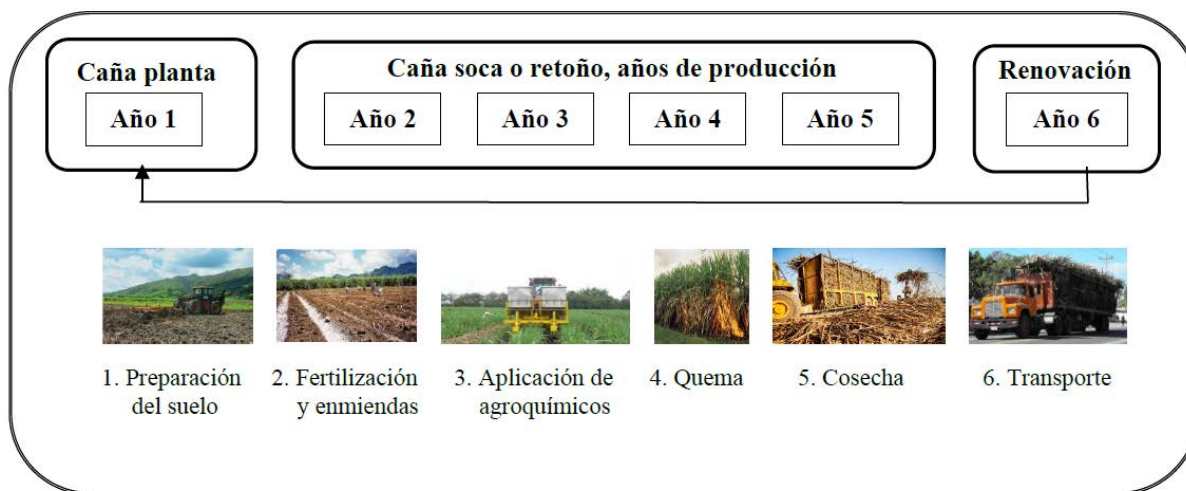 Caña planta
Año 1
Caña soca o retoño, años de producción
Año 2
Año 3
Año 4
Año 5
Renovación
Año 6
1. Preparación
del suelo
2. Fertilización
y enmiendas
3. Aplicación de
agroquímicos
4. Quema
5. Cosecha
6. Transporte